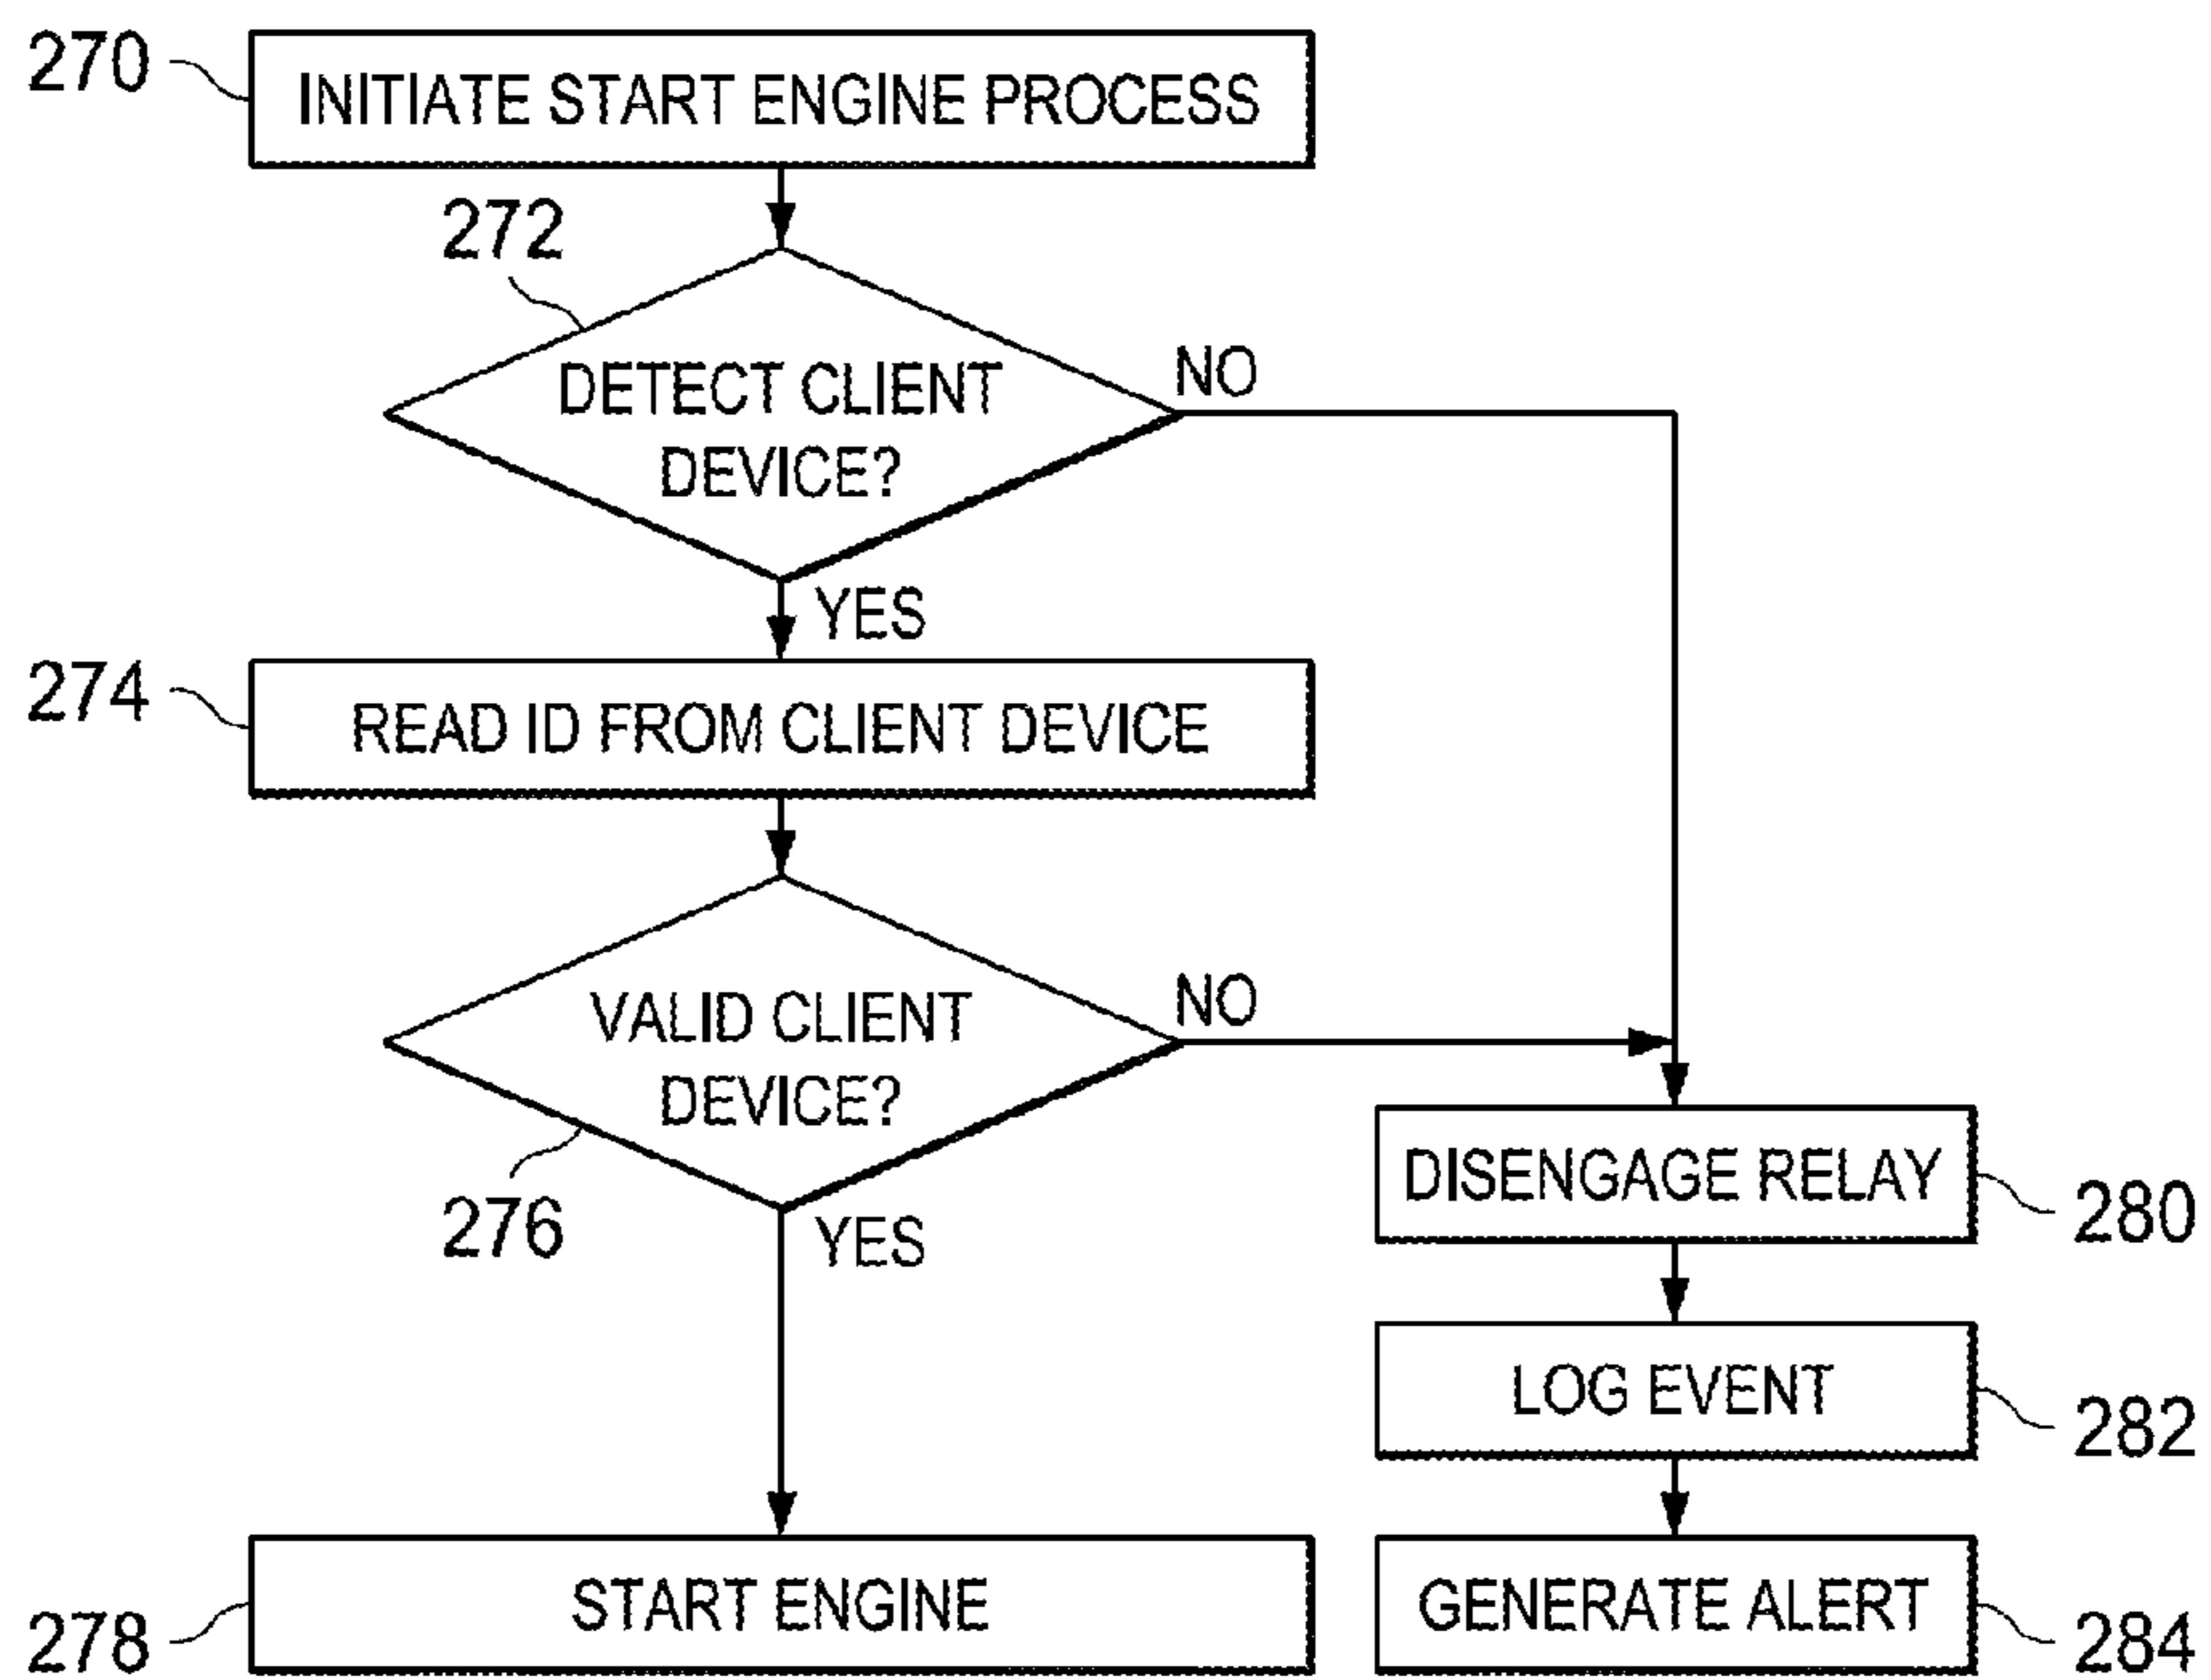 270
INITIATE START ENGINE PROCESS
272
DETECT CLIENT
DEVICE?
NO
YES
274
READ ID FROM CLIENT DEVICE
VALID CLIENT
DEVICE?
NO
276
YES
DISENGAGE RELAY
280
LOG EVENT
282
278
START ENGINE
GENERATE ALERT
284